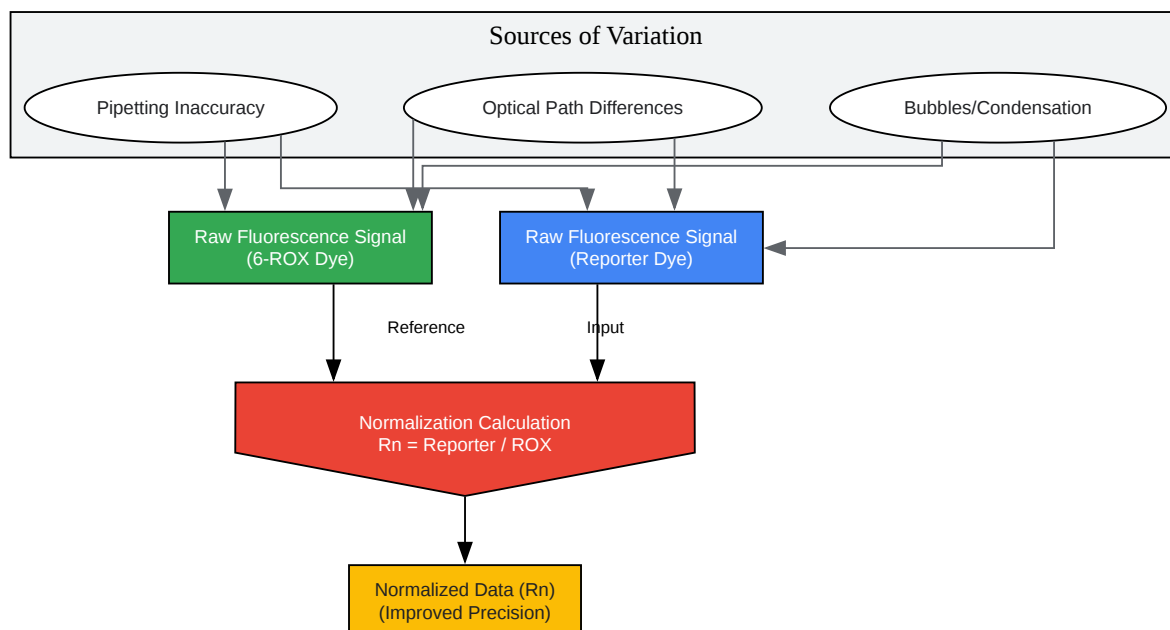 Sources of Variation
Pipetting Inaccuracy
Optical Path Differences
Bubbles/Condensation
Raw Fluorescence Signal
(6-ROX Dye)
Raw Fluorescence Signal
(Reporter Dye)
Reference
Input
Normalization Calculation
Rn = Reporter / ROX
Normalized Data (Rn)
(Improved Precision)